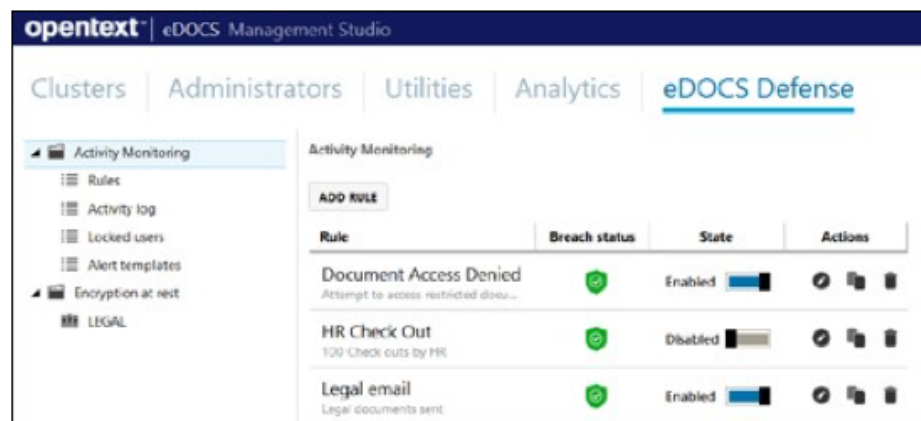 opentext™ | eDOCS Management Studio
Clusters Administrators Utilities Analytics eDOCS Defense
Activity Monitoring
Rules
Activity log
Locked users
Alert templates
Encryption at rest
LEGAL
Activity Monitoring
ADD RULE
Rule Breach status State Actions
Document Access Denied
Attempt to access restricted docu...
Enabled
HR Check Out
100 Check outs by HR
Disabled
Legal email
Legal documents sent
Enabled